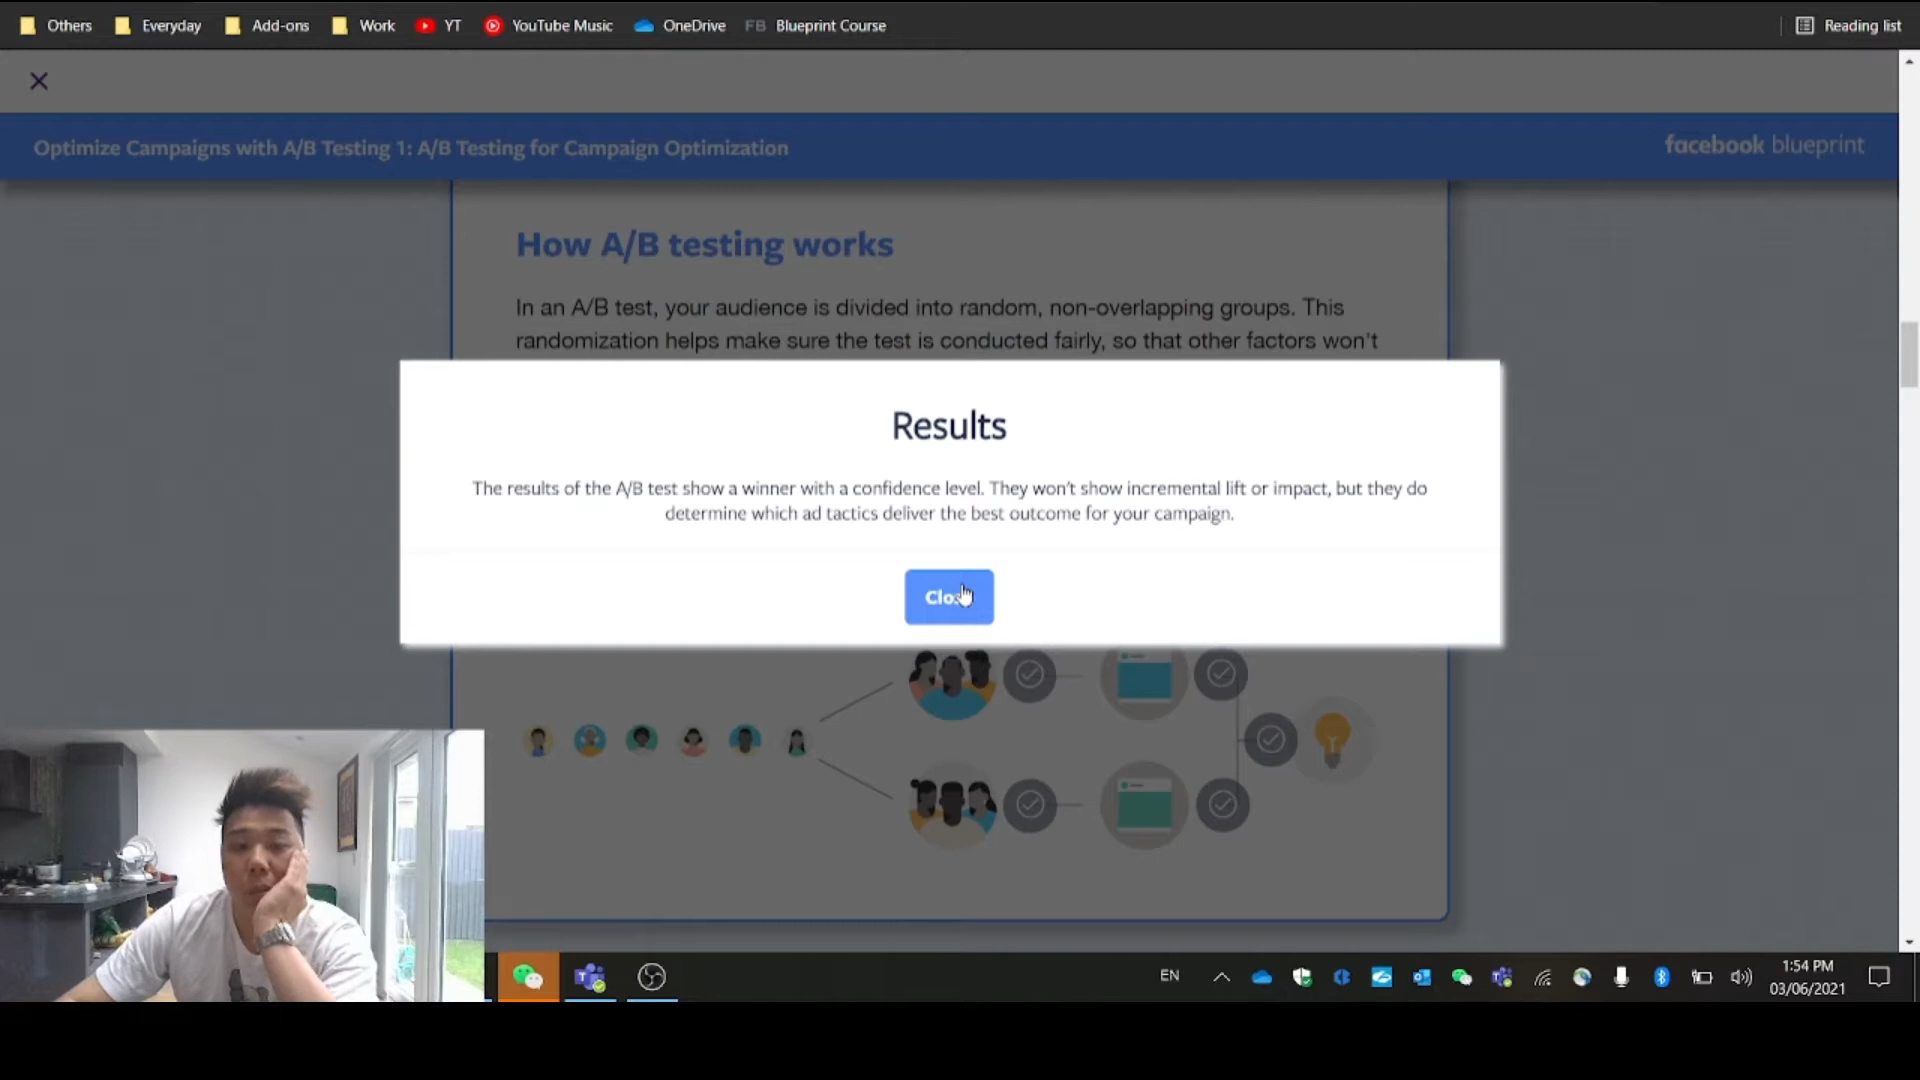 Others Everyday Add-ons Work YT YouTube Music OneDrive FB Blueprint Course Reading list
Optimize Campaigns with A/B Testing 1: A/B Testing for Campaign Optimization
facebook blueprint
How A/B testing works
In an A/B test, your audience is divided into random, non-overlapping groups. This
randomization helps make sure the test is conducted fairly, so that other factors won't
Results
The results of the A/B test show a winner with a confidence level. They won't show incremental lift or impact, but they do
determine which ad tactics deliver the best outcome for your campaign.
EN
1:54 PM
03/06/2021